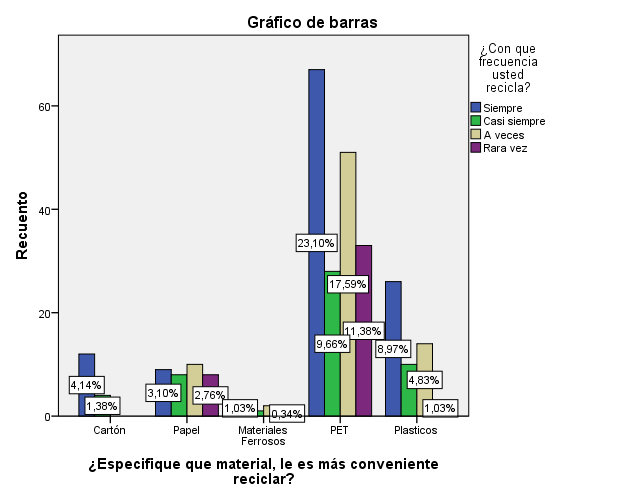 Gráfico de barras
¿Con que
frecuencia
usted
recicla?
Siempre
Casi siempre
A veces
Rara vez
Recuento
60
40
20
0
23,10%
17,59%
11,38%
9,66%
8,97%
4,83%
4,14%
3,10%
2,76%
1,38%
1,03%
0,34%
1,03%
Cartón
Papel
Materiales
Ferrosos
PET
Plasticos
¿Especifique que material, le es más conveniente
reciclar?